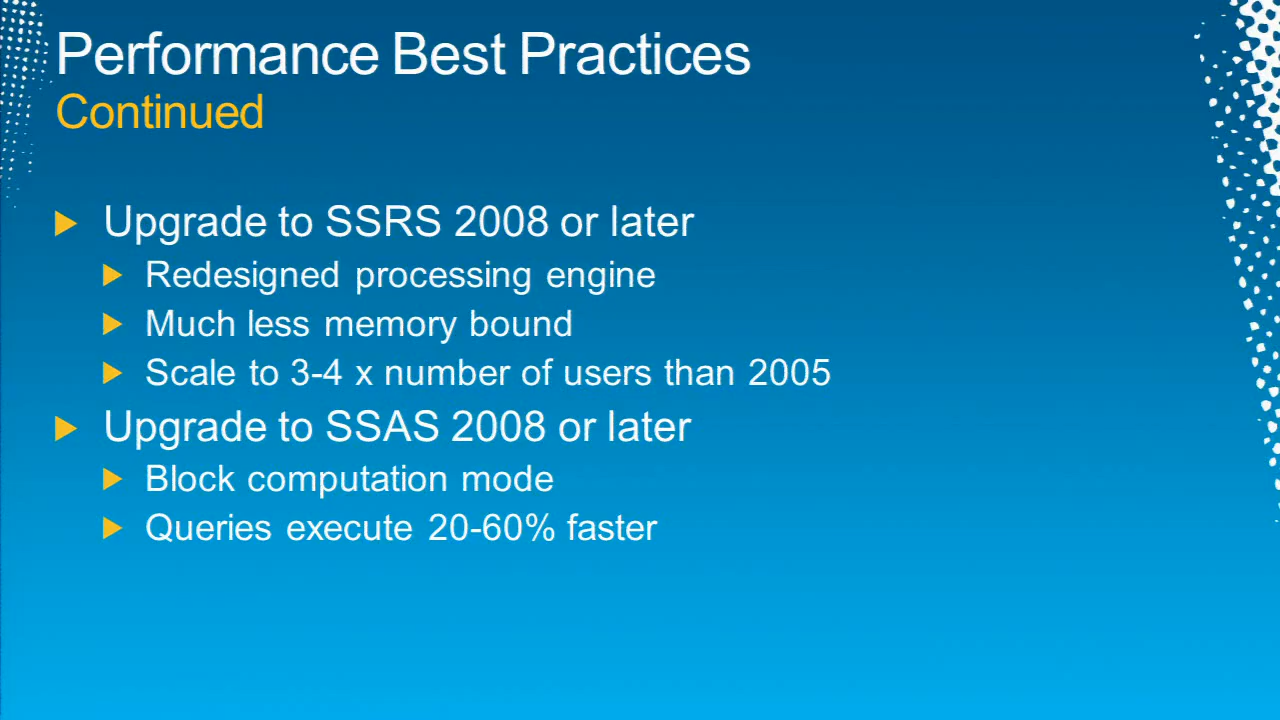 Performance Best Practices
Continued
Upgrade to SSRS 2008 or later
Redesigned processing engine
Much less memory bound
Scale to 3-4 x number of users than 2005
Upgrade to SSAS 2008 or later
Block computation mode
Queries execute 20-60% faster